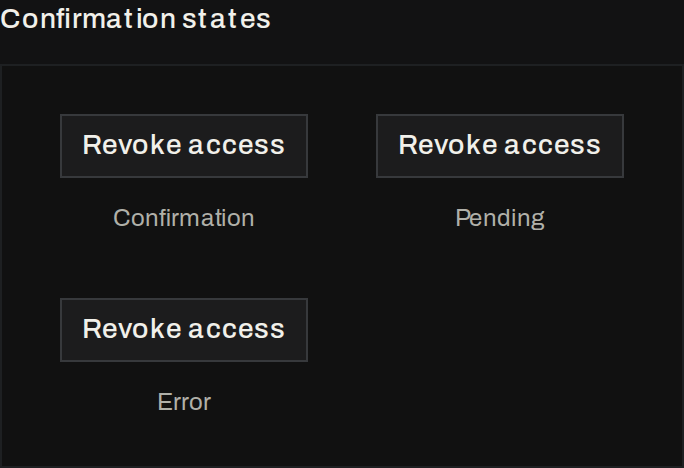 Confirmation states
Revoke access
Revoke access
Confirmation
Pending
Revoke access
Error